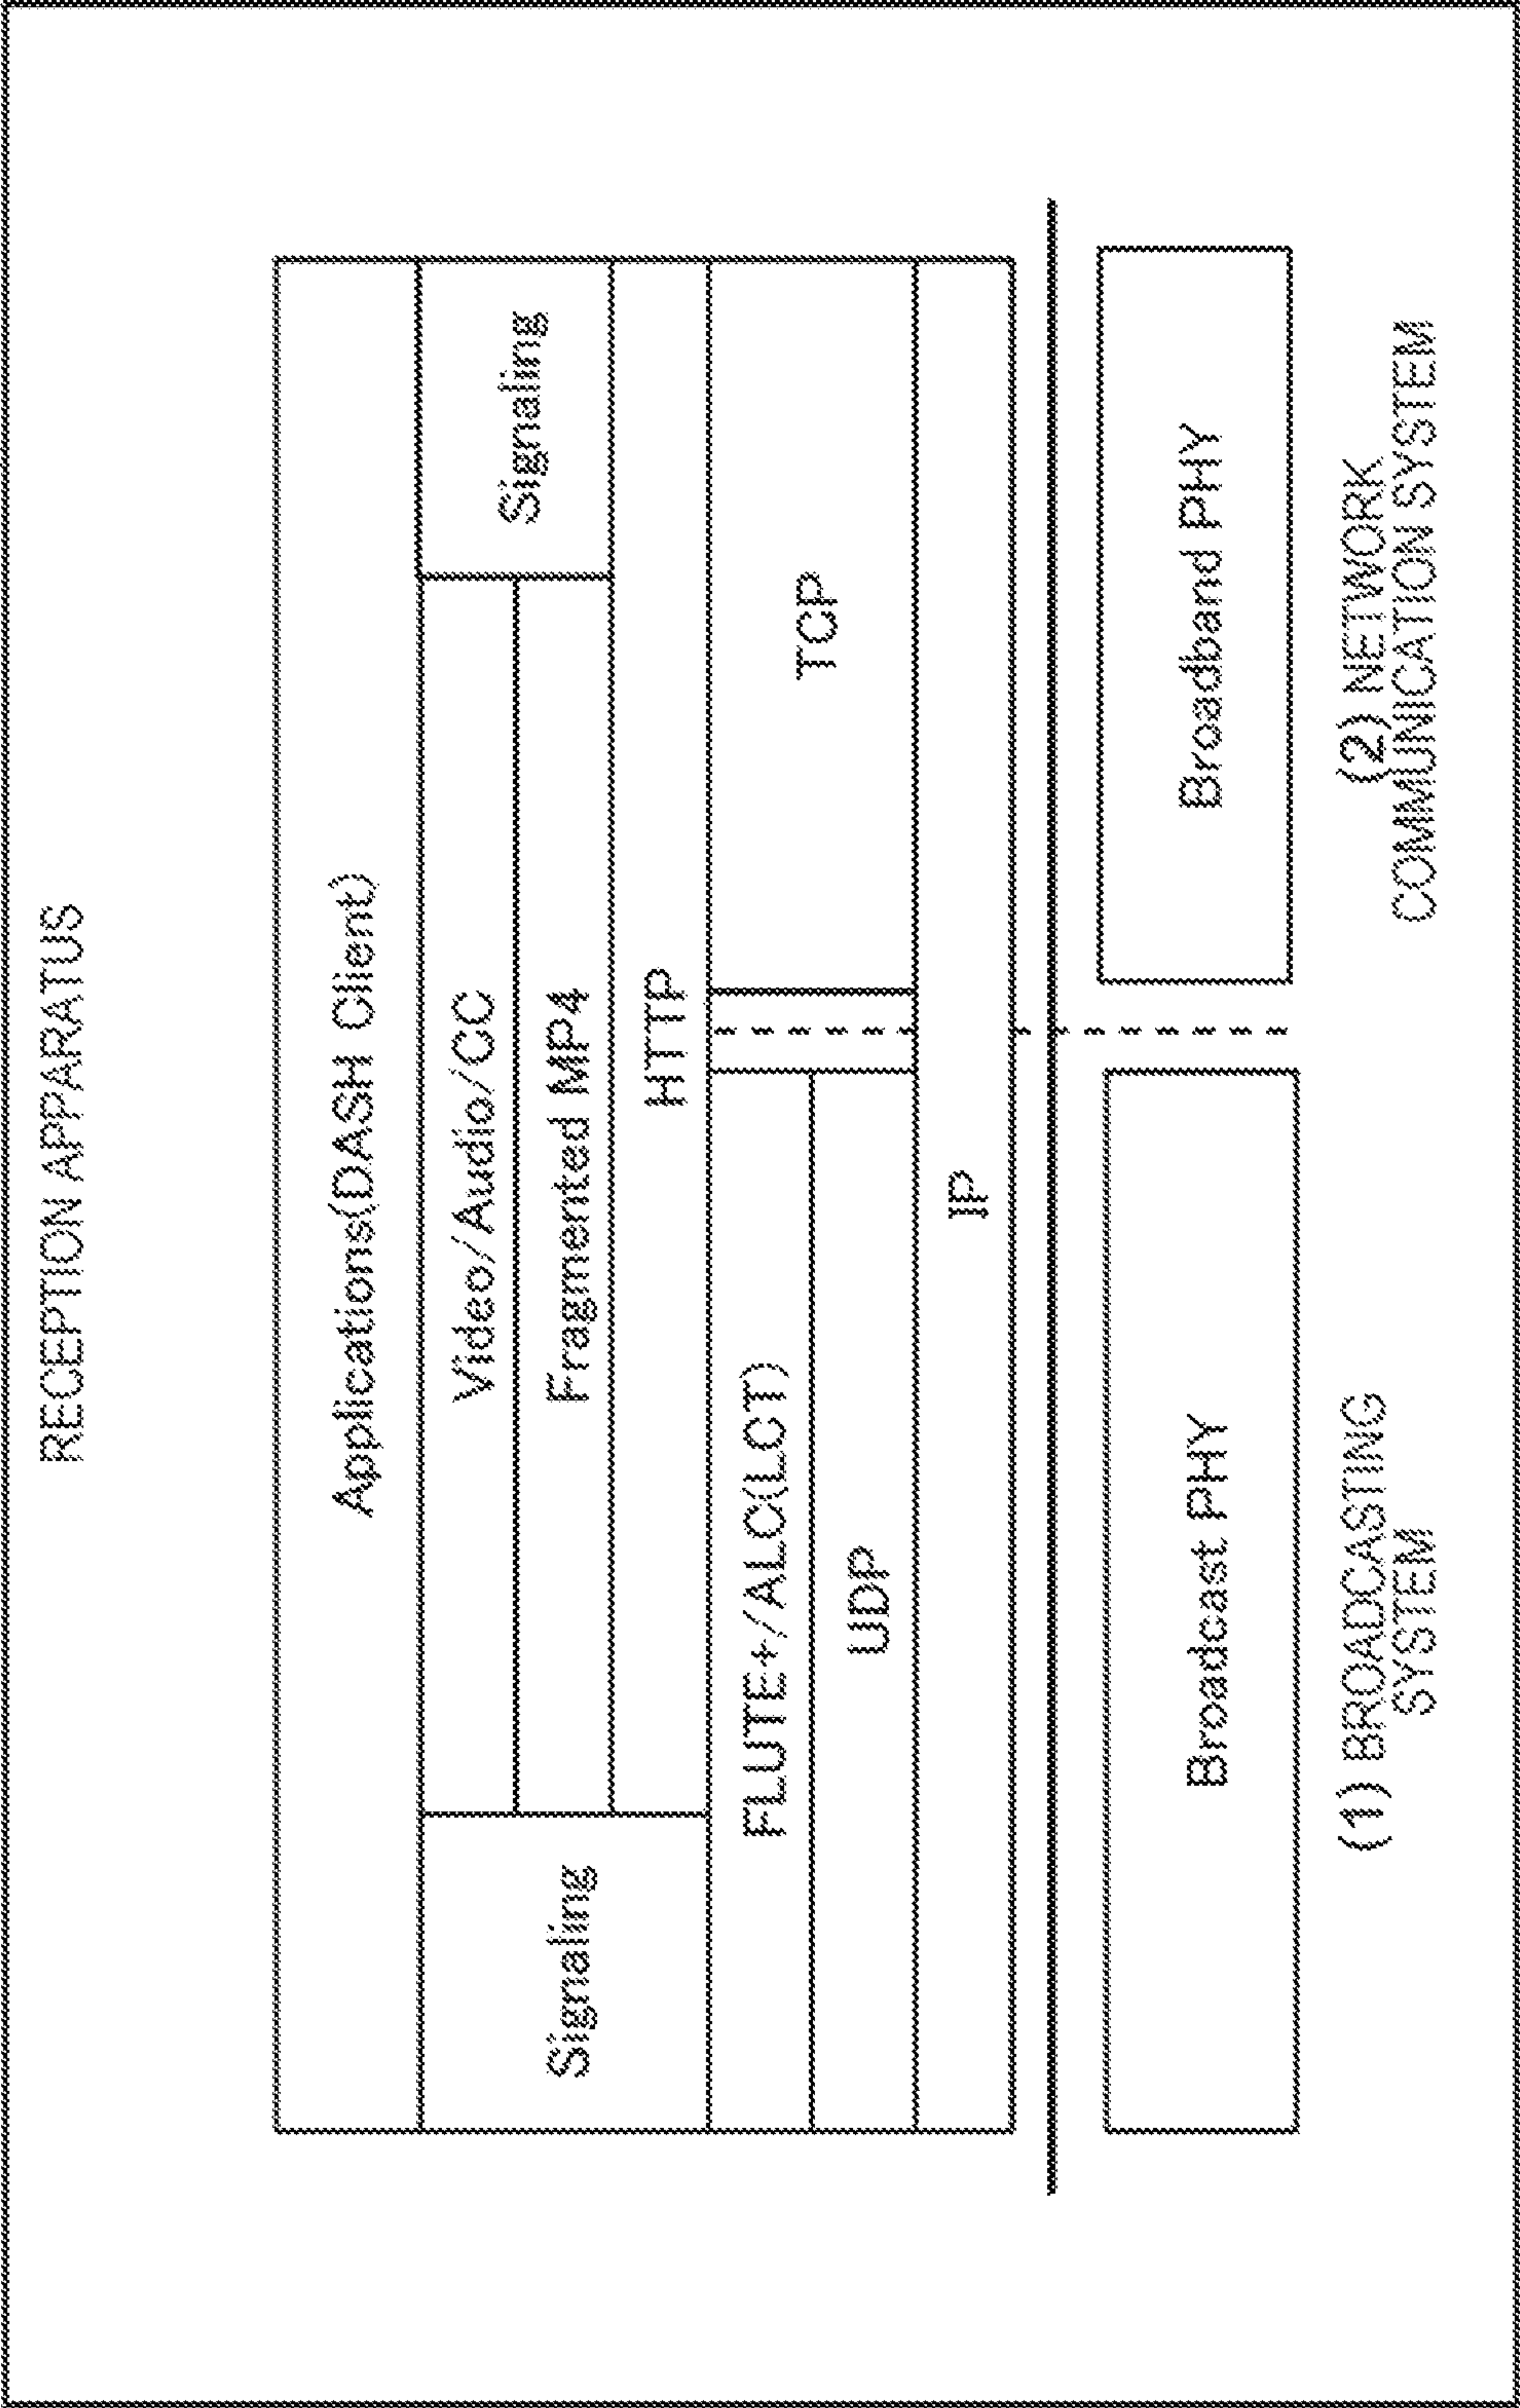 RECEPTION APPARATUS
Applications(DASH Client)
Video/Audio/CC
Signaling
Signaling
Fragmented MP4
HTTP
FLUTE+/ALC(LCT)
TCP
UDP
IP
Broadcast PHY
Broadband PHY
(1) BROADCASTING
SYSTEM
(2) NETWORK
COMMUNICATION SYSTEM